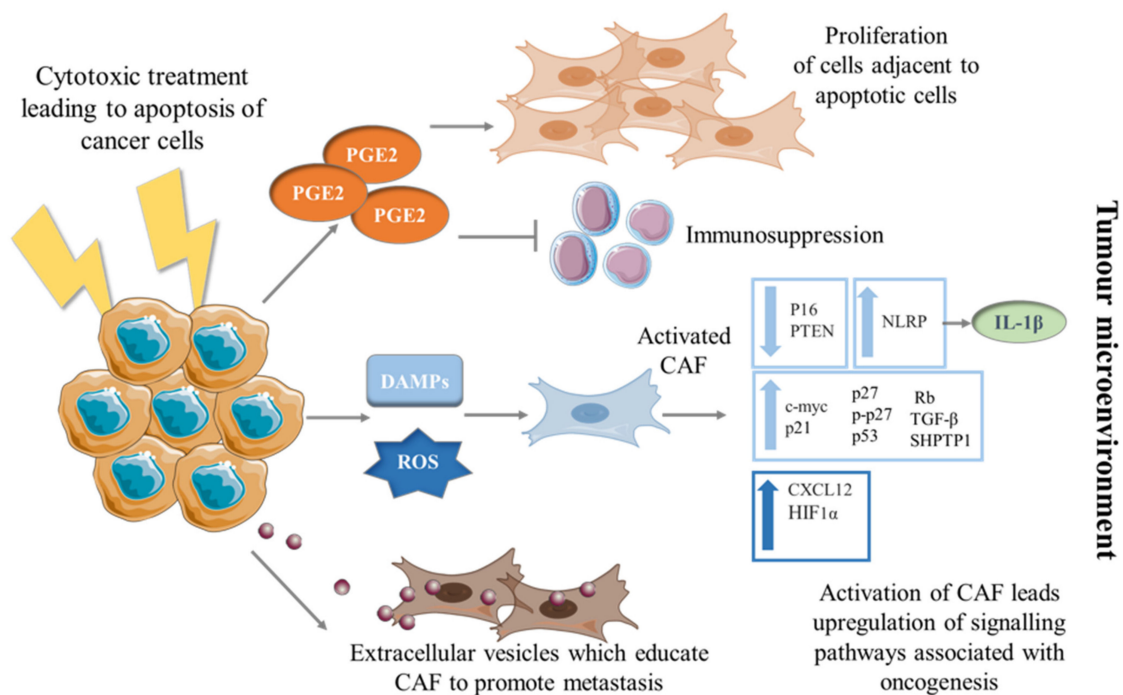 Cytotoxic treatment
leading to apoptosis of
cancer cells
PGE2
PGE2
PGE2
Proliferation
of cells adjacent to
apoptotic cells
Immunosuppression
DAMPs
ROS
Activated
CAF
P16
PTEN
NLRP
IL-1β
c-myc
p21
p27
p-p27
p53
Rb
TGF-β
SHPTP1
CXCL12
HIF1α
Extracellular vesicles which educate
CAF to promote metastasis
Activation of CAF leads
upregulation of signalling
pathways associated with
oncogenesis
Tumour microenvironment